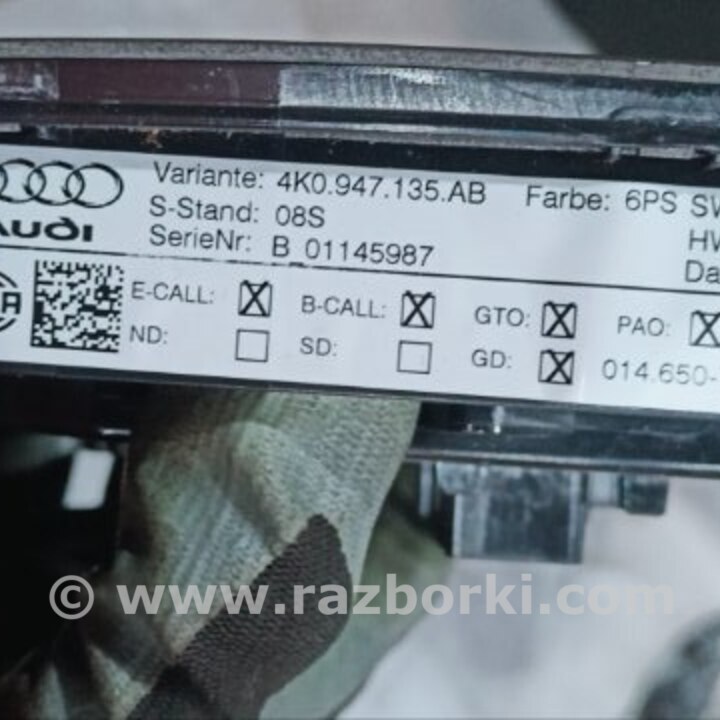 Variante: 4K0.947.135.AB Farbe: 6PS
S-Stand: 08S
SerieNr: B 01145987
Audi
E-CALL: B-CALL: GTO: PAO:
ND: SD: GD: 014.650-
© www.razborki.com